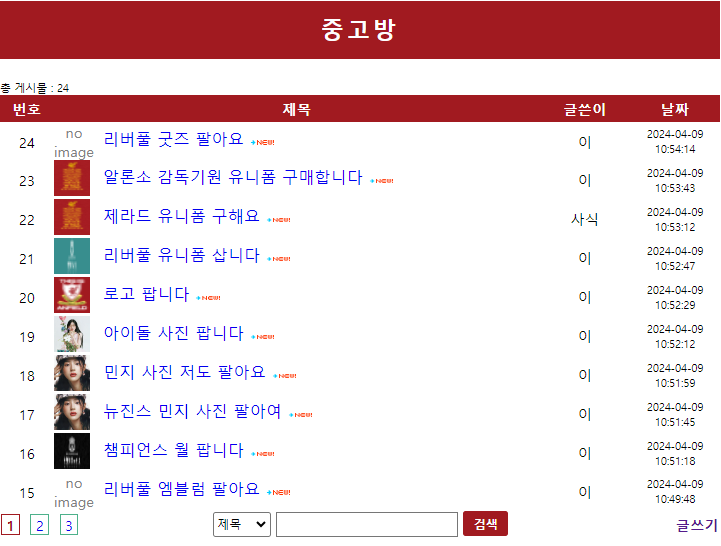 중고방
총 게시물 : 24
번호 제목 글쓴이 날짜
24 no image 리버풀 굿즈 팔아요 NEW! 이 2024-04-09 10:54:14
23 알론소 감독기원 유니폼 구매합니다 NEW! 이 2024-04-09 10:53:43
22 제라드 유니폼 구해요 NEW! 사식 2024-04-09 10:53:12
21 리버풀 유니폼 삽니다 NEW! 이 2024-04-09 10:52:47
20 로고 팝니다 NEW! 이 2024-04-09 10:52:29
19 아이돌 사진 팝니다 NEW! 이 2024-04-09 10:52:12
18 민지 사진 저도 팔아요 NEW! 이 2024-04-09 10:51:59
17 뉴진스 민지 사진 팔아여 NEW! 이 2024-04-09 10:51:45
16 챔피언스 월 팝니다 NEW! 이 2024-04-09 10:51:18
15 no image 리버풀 엠블럼 팔아요 NEW! 이 2024-04-09 10:49:48
1 2 3 제목 검색 글쓰기